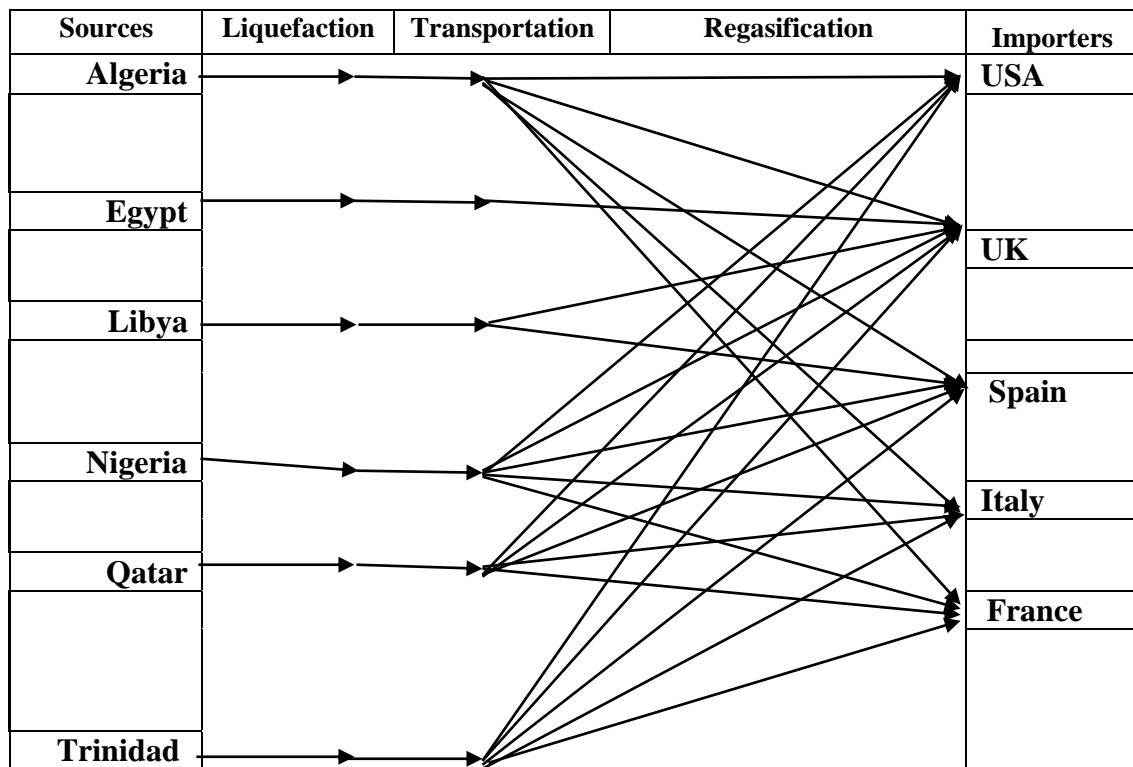 Sources Liquefaction Transportation Regasification Importers
Algeria USA
Egypt
UK
Libya
Spain
Nigeria
Italy
Qatar
France
Trinidad